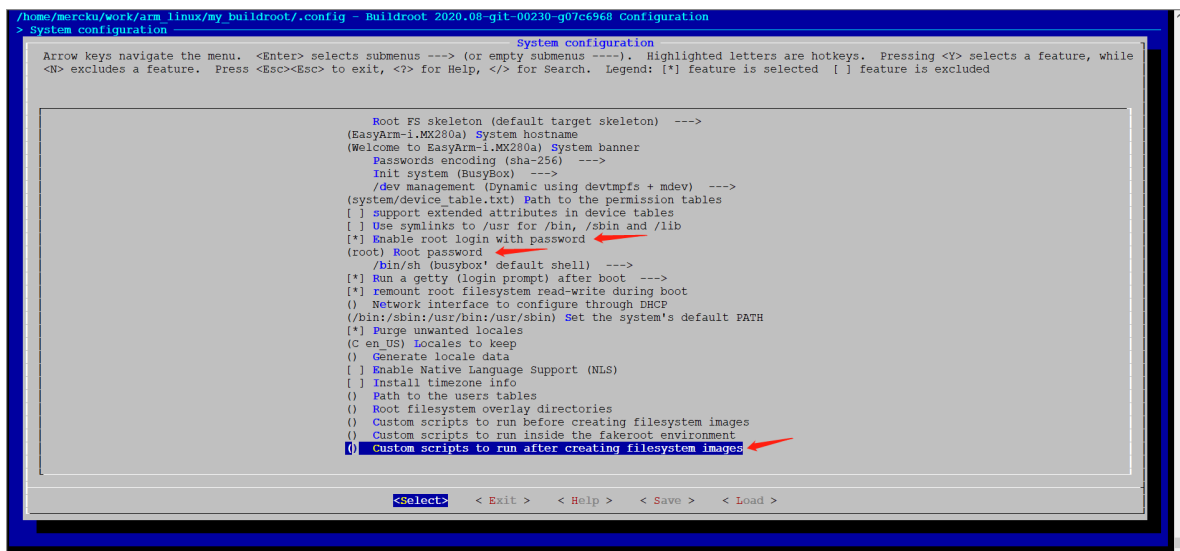 /home/mercku/work/arm_linux/my_buildroot/.config - Buildroot 2020.08-git-00230-g07c6968 Configuration
> System configuration
System configuration
Arrow keys navigate the menu.  <Enter> selects submenus ---> (or empty submenus ----).  Highlighted letters are hotkeys.  Pressing <Y> selects a feature, while
<N> excludes a feature.  Press <Esc><Esc> to exit, <?> for Help, </> for Search.  Legend: [*] feature is selected  [ ] feature is excluded
Root FS skeleton (default target skeleton)  --->
(EasyArm-i.MX280a) System hostname
(Welcome to EasyArm-i.MX280a) System banner
Passwords encoding (sha-256)  --->
Init system (BusyBox)  --->
/dev management (Dynamic using devtmpfs + mdev)  --->
(system/device_table.txt) Path to the permission tables
[ ] support extended attributes in device tables
[ ] Use symlinks to /usr for /bin, /sbin and /lib
[*] Enable root login with password
(root) Root password
/bin/sh (busybox' default shell)  --->
[*] Run a getty (login prompt) after boot  --->
[*] remount root filesystem read-write during boot
()  Network interface to configure through DHCP
(/bin:/sbin:/usr/bin:/usr/sbin) Set the system's default PATH
[*] Purge unwanted locales
(C en_US) Locales to keep
()  Generate locale data
[ ] Enable Native Language Support (NLS)
[ ] Install timezone info
()  Path to the users tables
()  Root filesystem overlay directories
()  Custom scripts to run before creating filesystem images
()  Custom scripts to run inside the fakeroot environment
()  Custom scripts to run after creating filesystem images
<Select>    < Exit >    < Help >    < Save >    < Load >